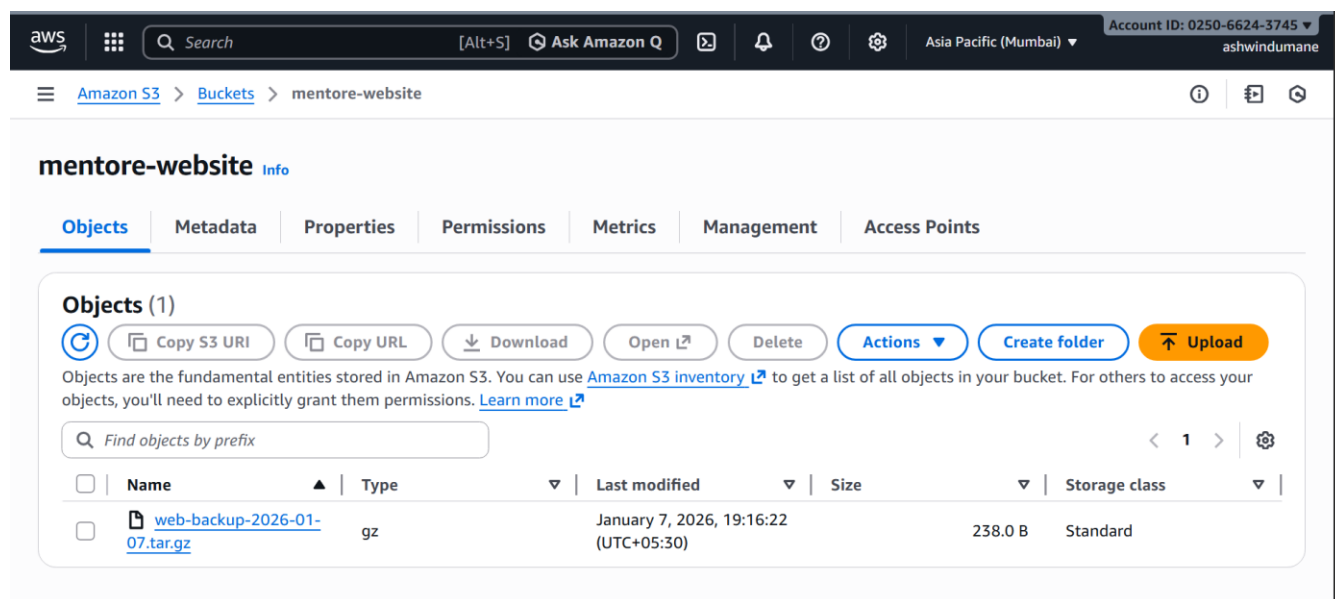 aws Search [Alt+S] Ask Amazon Q Asia Pacific (Mumbai) ▼ Account ID: 0250-6624-3745 ▼
ashwindumane
Amazon S3 > Buckets > mentore-website
mentore-website Info
Objects Metadata Properties Permissions Metrics Management Access Points
Objects (1)
Copy S3 URI Copy URL Download Open Delete Actions ▼ Create folder Upload
Objects are the fundamental entities stored in Amazon S3. You can use Amazon S3 inventory to get a list of all objects in your bucket. For others to access your
objects, you'll need to explicitly grant them permissions. Learn more
Find objects by prefix < 1 >
Name ▲ Type Last modified Size Storage class
web-backup-2026-01-
07.tar.gz
gz
January 7, 2026, 19:16:22
(UTC+05:30)
238.0 B
Standard